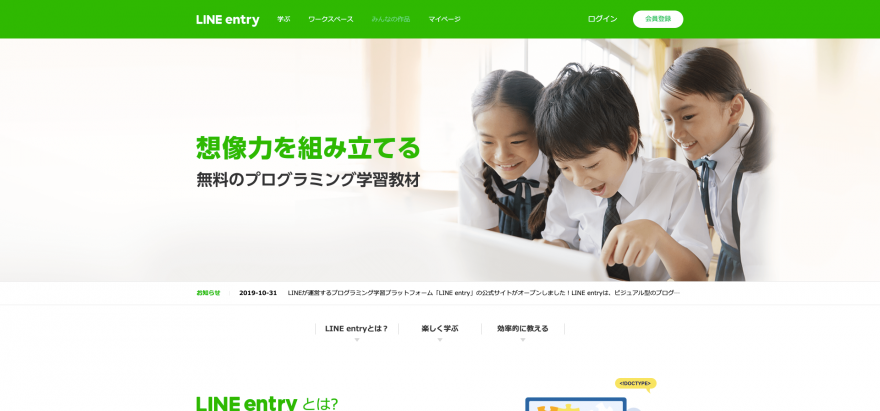 LINE entry 学ぶ ワークスペース みんなの作品 マイページ ログイン 会員登録
想像力を組み立てる
無料のプログラミング学習教材
お知らせ 2019-10-31 LINEが運営するプログラミング学習プラットフォーム「LINE entry」の公式サイトがオープンしました！LINE entryは、ビジュアル型のプログ…
LINE entryとは？ 楽しく学ぶ 効率的に教える
<!DOCTYPE>
LINE entry とは?